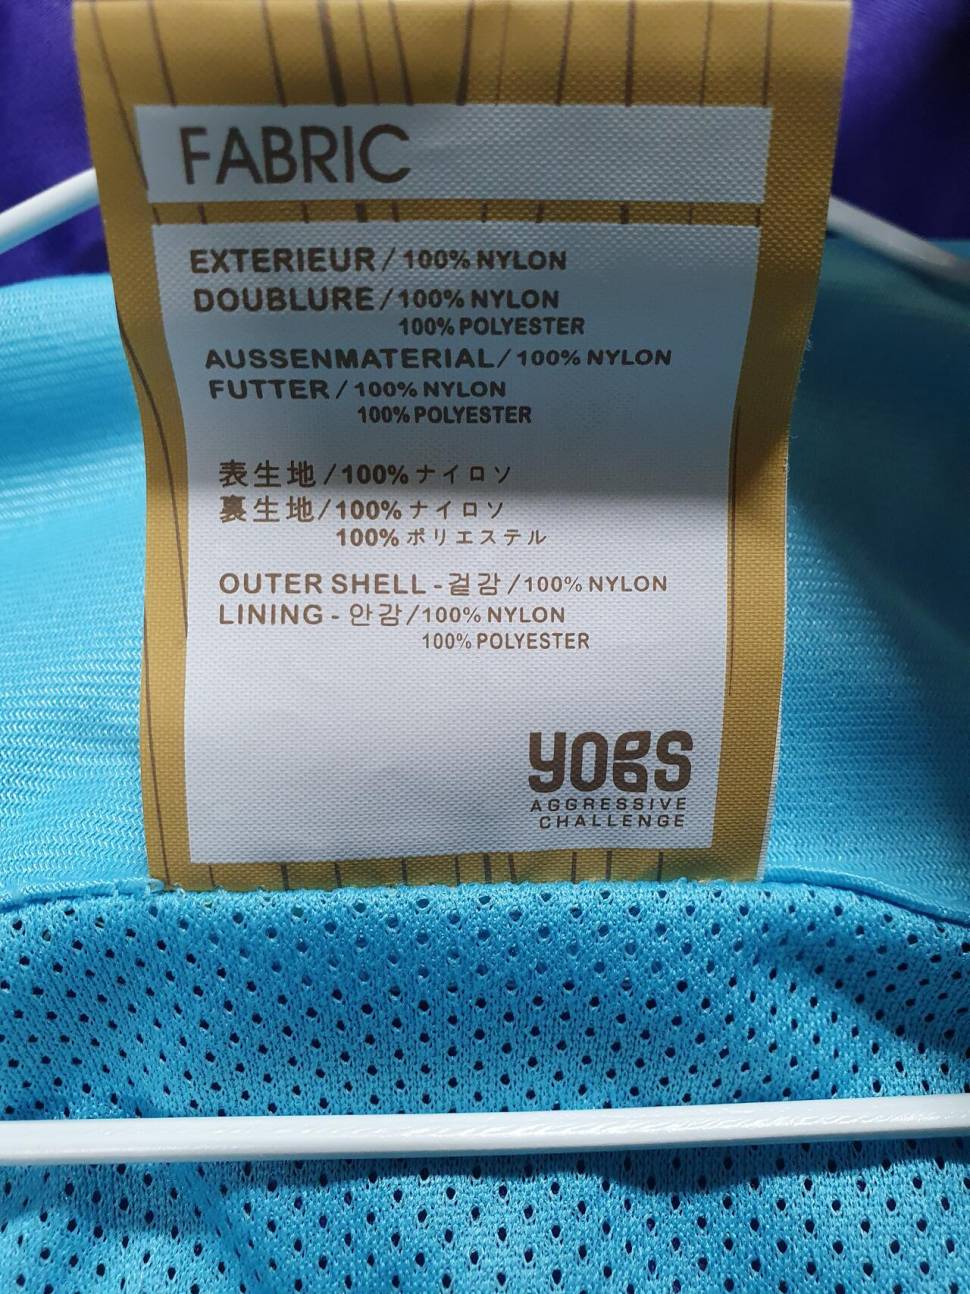 FABRIC
EXTERIEUR/100% NYLON
DOUBLURE/100% NYLON
100% POLYESTER
AUSSENMATERIAL/100% NYLON
FUTTER/100% NYLON
100% POLYESTER
表生地/100% ナイロソ
裏生地/100% ナイロソ
100% ポリエステル
OUTER SHELL - 겉감/100% NYLON
LINING - 안감/100% NYLON
100% POLYESTER
YOGS
AGGRESSIVE
CHALLENGE